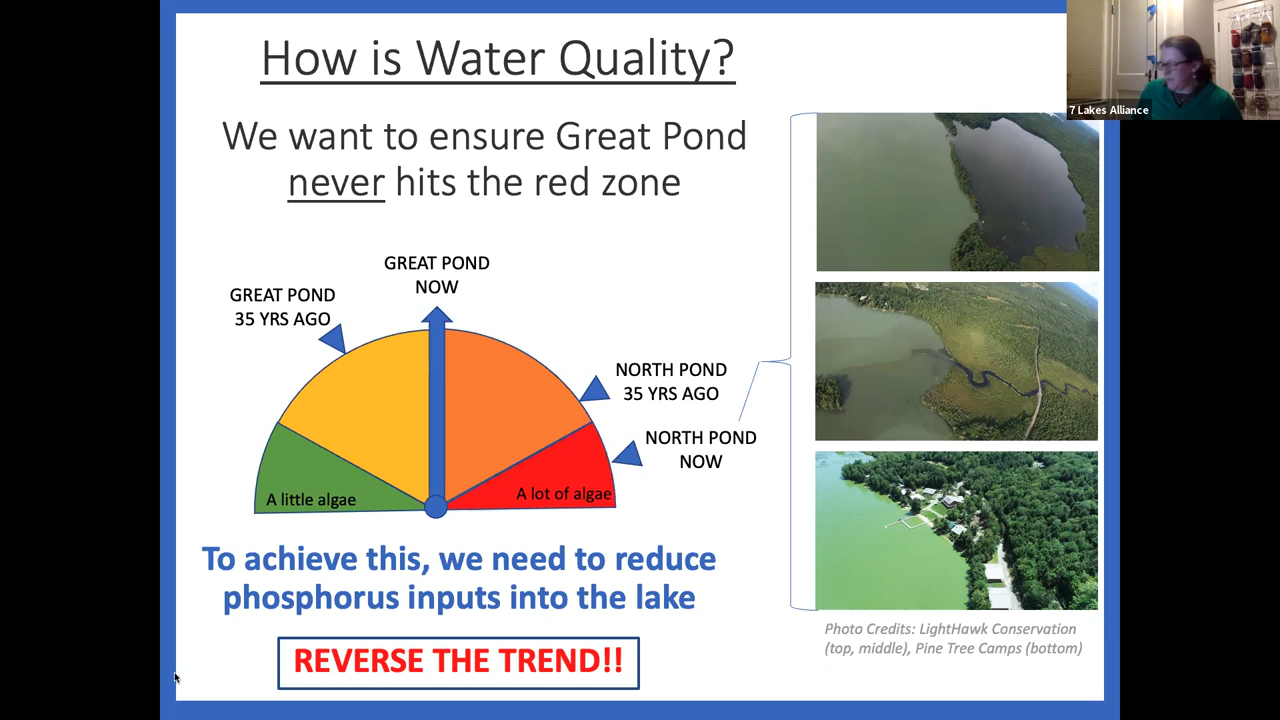 How is Water Quality?
We want to ensure Great Pond
never hits the red zone
GREAT POND
NOW
GREAT POND
35 YRS AGO
NORTH POND
35 YRS AGO
NORTH POND
NOW
A little algae
A lot of algae
To achieve this, we need to reduce
phosphorus inputs into the lake
REVERSE THE TREND!!
7 Lakes Alliance
Photo Credits: LightHawk Conservation
(top, middle), Pine Tree Camps (bottom)